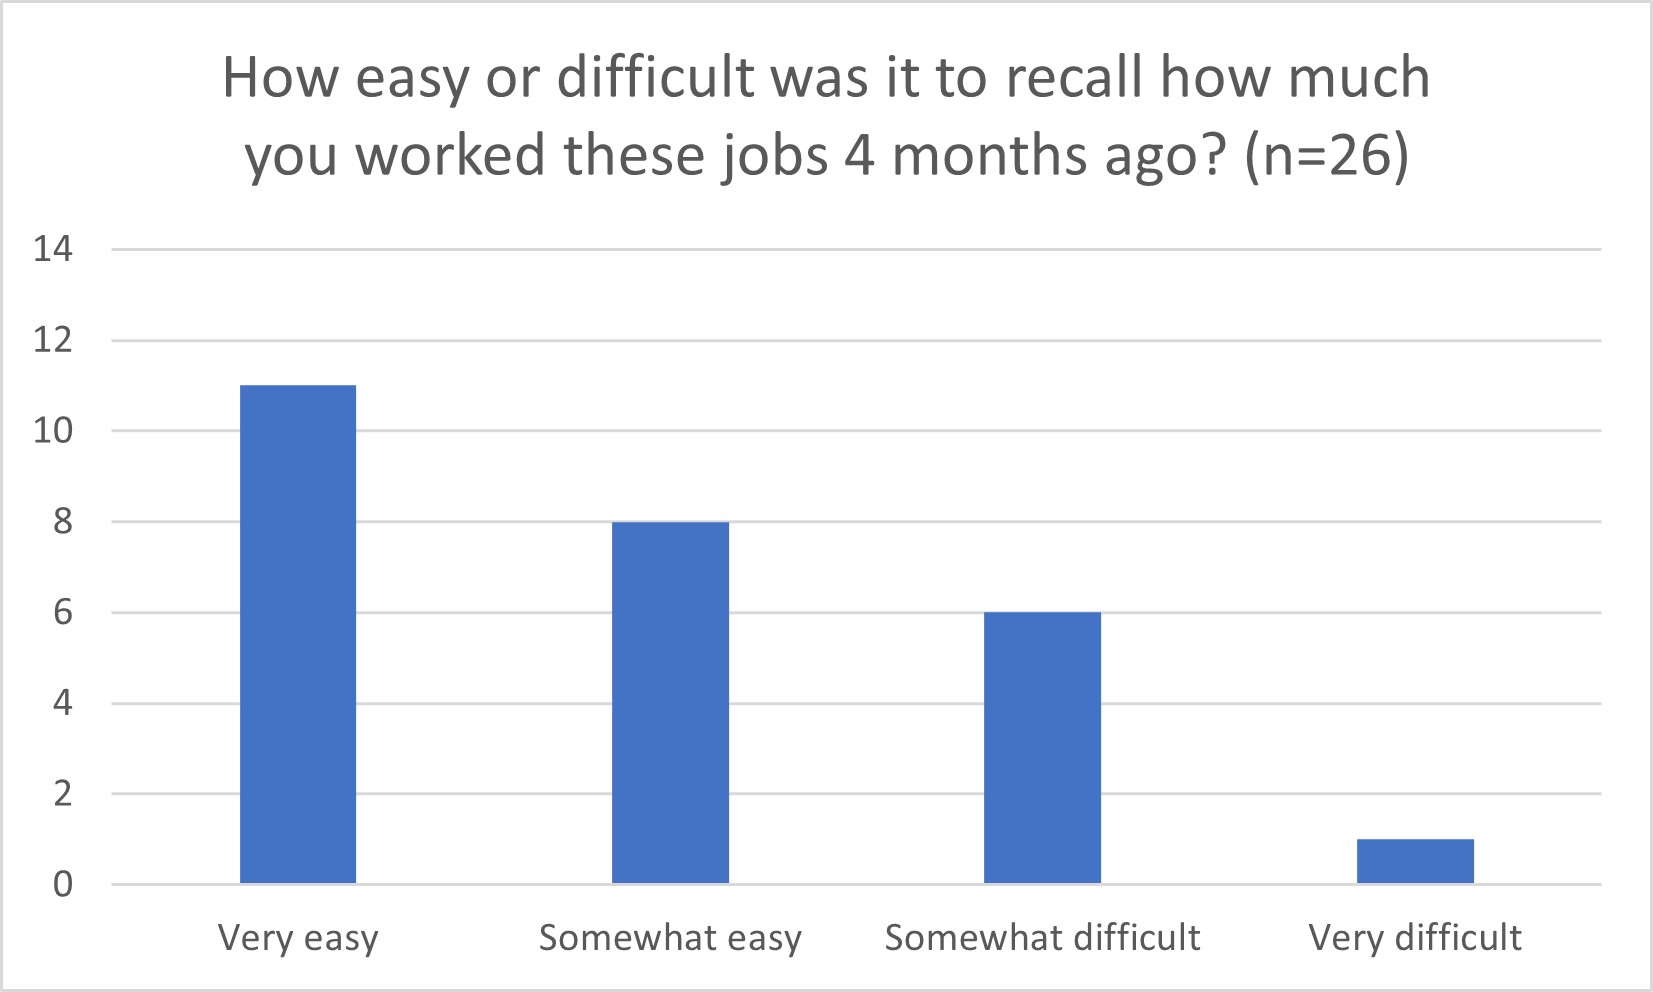 How easy or difficult was it to recall how much
you worked these jobs 4 months ago? (n=26)
14
12
10
8
6
4
2
0
Very easy
Somewhat easy
Somewhat difficult
Very difficult